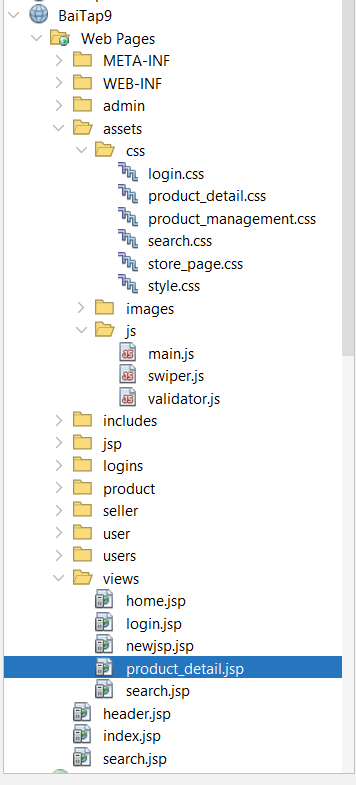 BaiTap9
Web Pages
META-INF
WEB-INF
admin
assets
css
login.css
product_detail.css
product_management.css
search.css
store_page.css
style.css
images
js
main.js
swiper.js
validator.js
includes
jsp
logins
product
seller
user
users
views
home.jsp
login.jsp
newjsp.jsp
product_detail.jsp
search.jsp
header.jsp
index.jsp
search.jsp